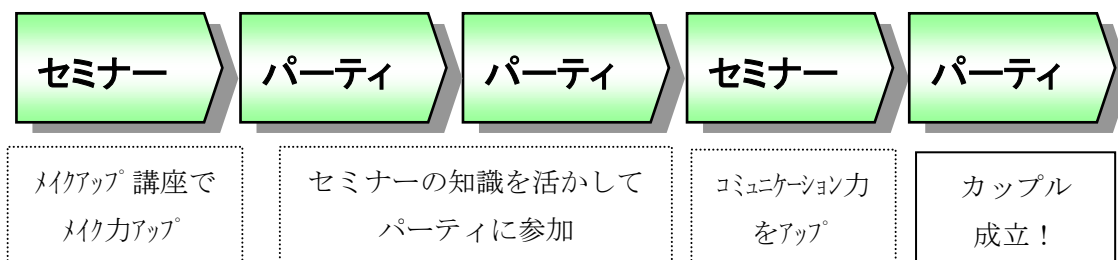 セミナー
パーティ
パーティ
セミナー
パーティ
ﾒｲｸｱｯﾌﾟ講座で
ﾒｲｸ力ｱｯﾌﾟ
セミナーの知識を活かして
パーティに参加
ｺﾐｭﾆｹｰｼｮﾝ力
をｱｯﾌﾟ
カップル
成立！